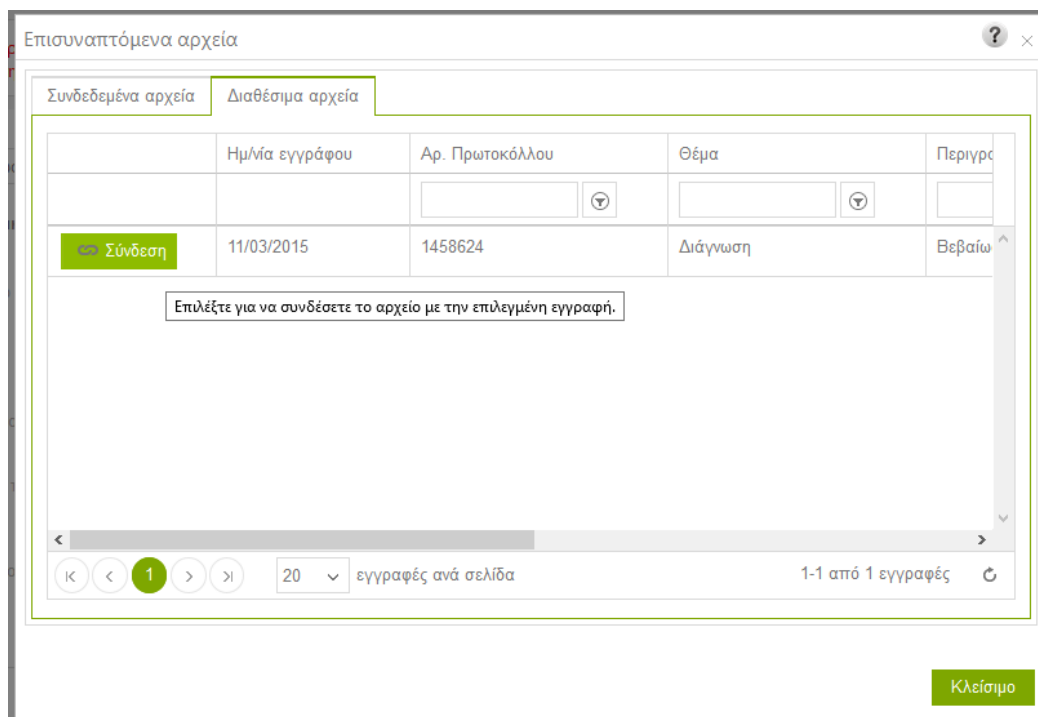 Επισυναπτόμενα αρχεία ?
Συνδεδεμένα αρχεία Διαθέσιμα αρχεία
Ημ/νία εγγράφου Αρ. Πρωτοκόλλου Θέμα Περιγρα
Σύνδεση 11/03/2015 1458624 Διάγνωση Βεβαίω
Επιλέξτε για να συνδέσετε το αρχείο με την επιλεγμένη εγγραφή.
1 20 εγγραφές ανά σελίδα 1-1 από 1 εγγραφές
Κλείσιμο